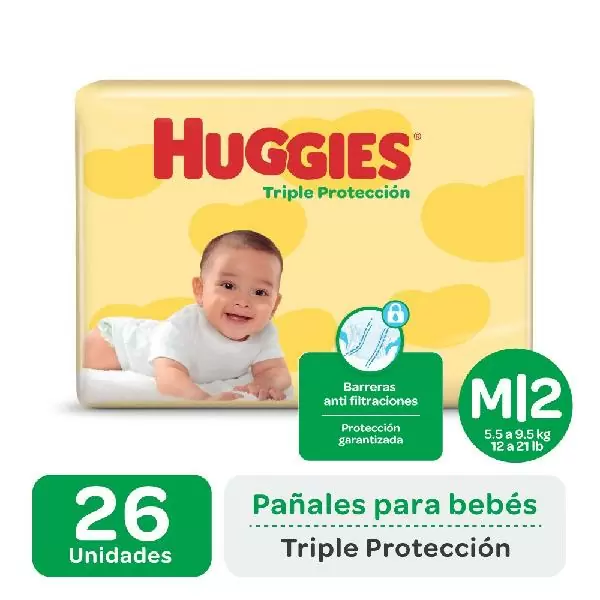 HUGGIES®
Triple Protección
Barreras
anti filtraciones
Protección
garantizada
M|2
5.5 a 9.5 kg
12 a 21 lb
26
Unidades
Pañales para bebés
Triple Protección